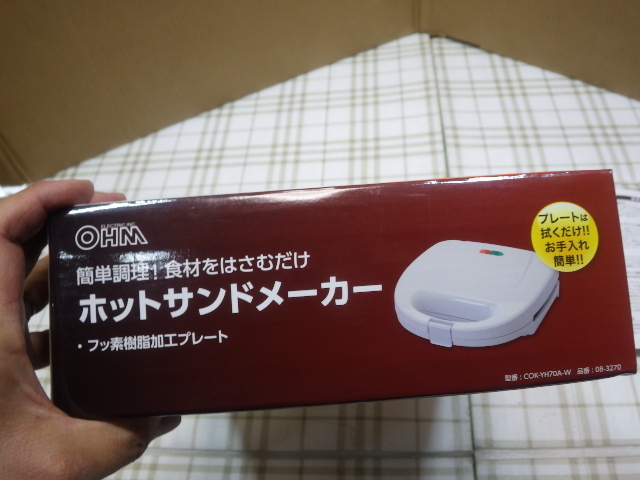 ELECTRIC INC.
OHM
簡単調理!食材をはさむだけ
ホットサンドメーカー
・フッ素樹脂加工プレート
プレートは
拭くだけ!!
お手入れ
簡単!!
型番:COK-YH70A-W 品番:08-3270